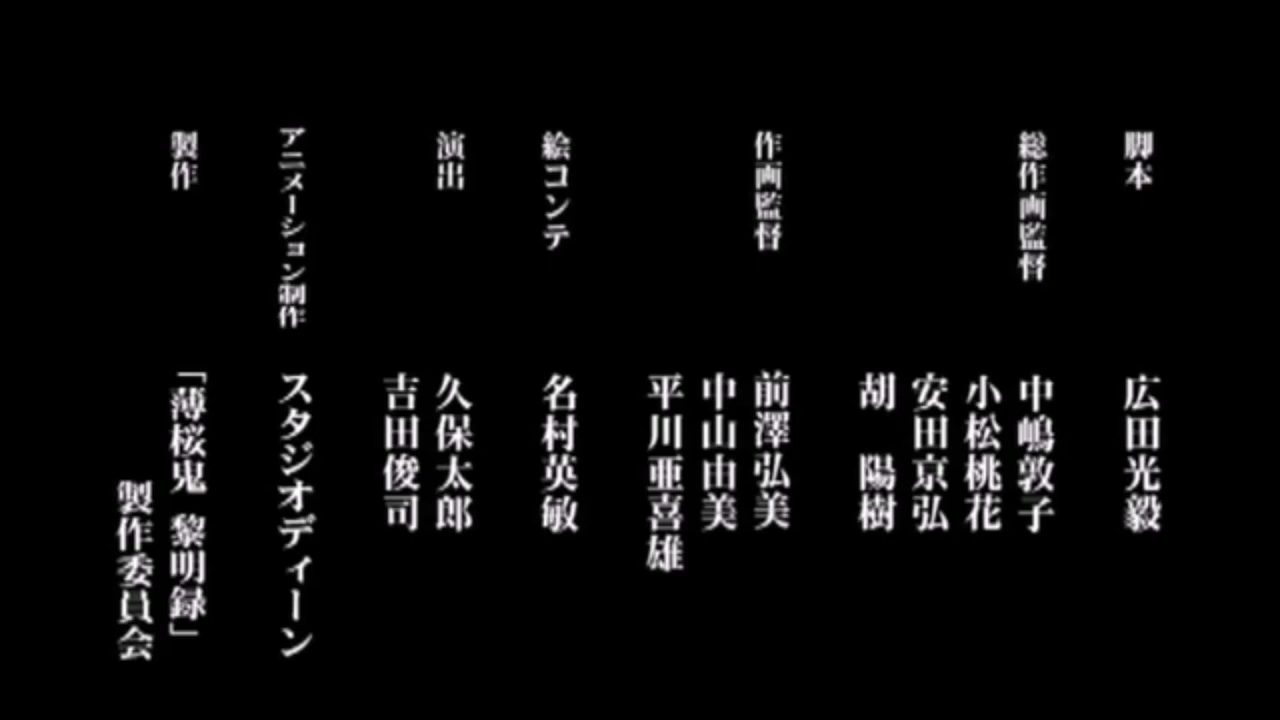 脚本
広田光毅
総作画監督
中嶋敦子
小松桃花
安田京弘
胡　陽樹
作画監督
前澤弘美
中山由美
平川亜喜雄
絵コンテ
名村英敏
演出
久保太郎
吉田俊司
アニメーション制作
スタジオディーン
製作
「薄桜鬼 黎明録」
製作委員会